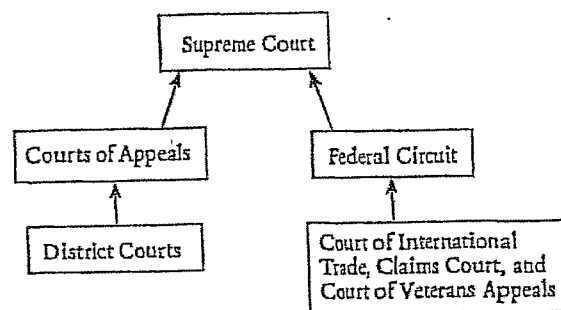 Supreme Court
Courts of Appeals
Federal Circuit
District Courts
Court of International
Trade, Claims Court, and
Court of Veterans Appeals